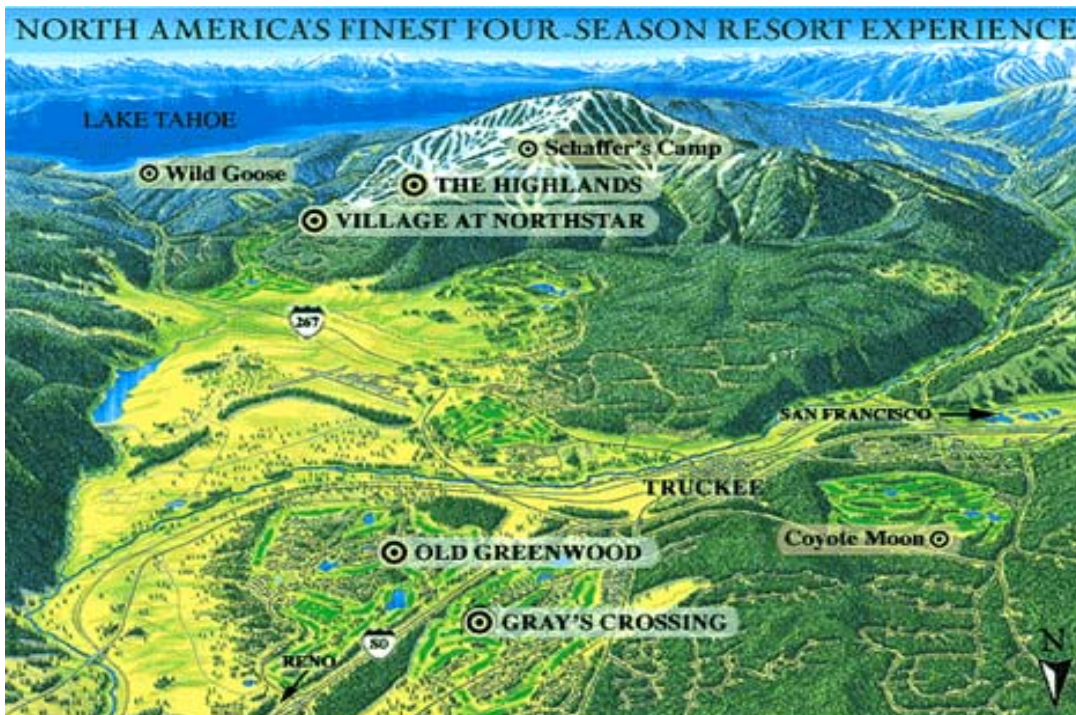 NORTH AMERICA'S FINEST FOUR-SEASON RESORT EXPERIENCE
LAKE TAHOE
Schaffer's Camp
Wild Goose
THE HIGHLANDS
VILLAGE AT NORTHSTAR
267
SAN FRANCISCO
TRUCKEE
Coyote Moon
OLD GREENWOOD
GRAY'S CROSSING
80
N
RENO